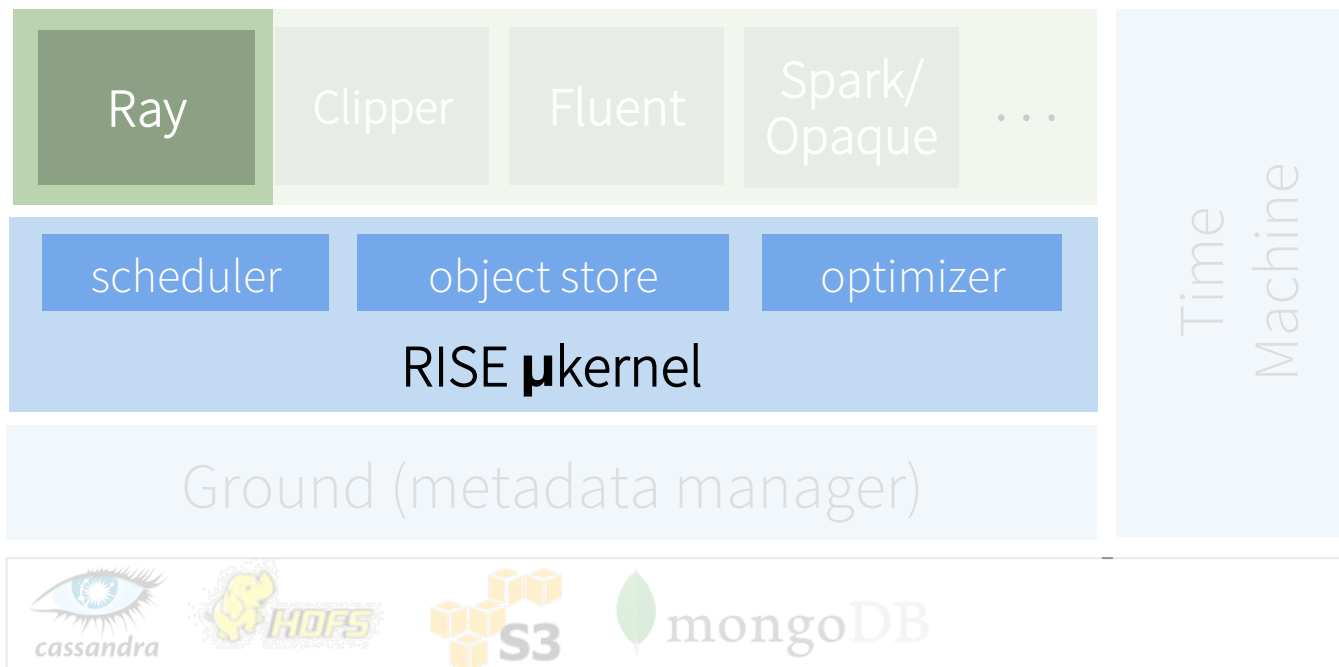 Ray
Clipper
Fluent
Spark/
Opaque
. . .
scheduler
object store
optimizer
RISE µkernel
Ground (metadata manager)
Time
Machine
cassandra
HDFS
S3
mongoDB